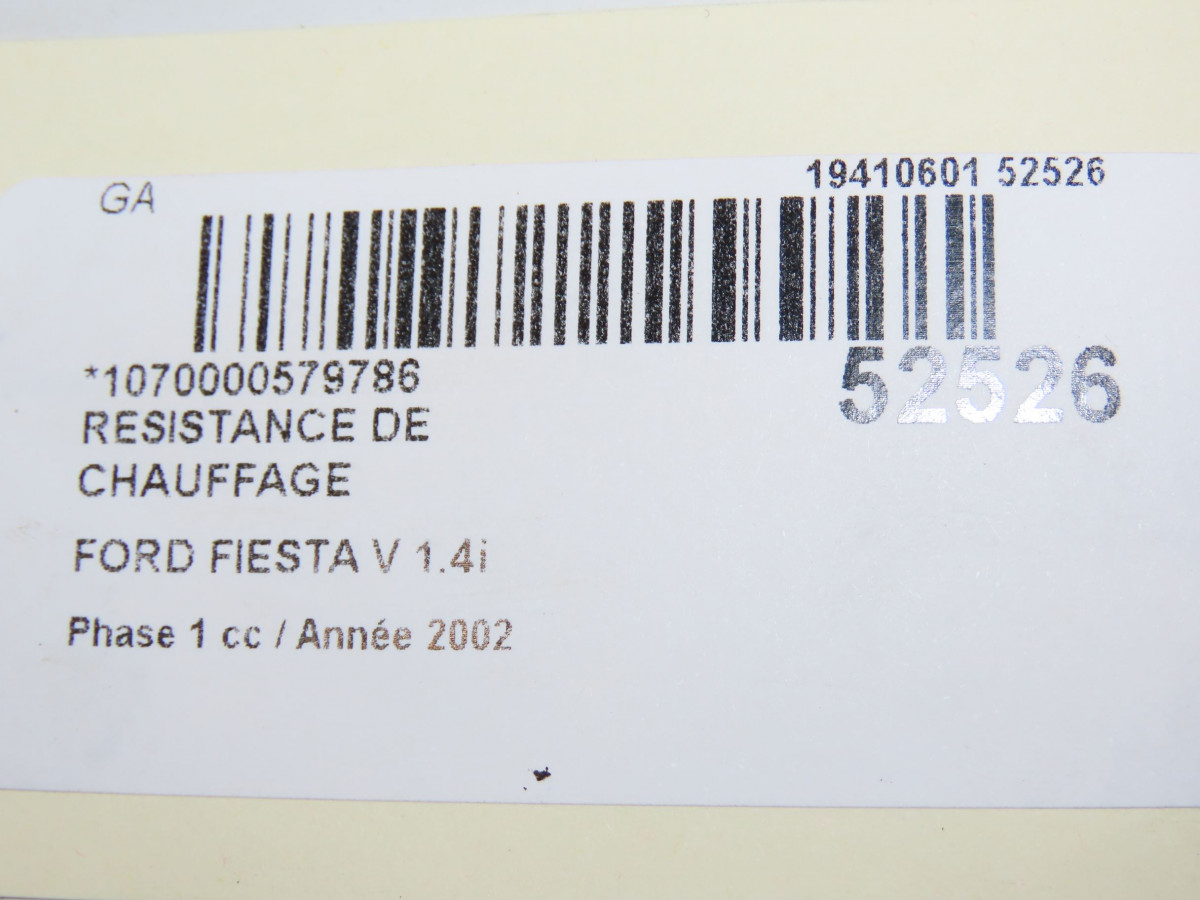 GA
19410601 52526
*1070000579786
52526
RESISTANCE DE
CHAUFFAGE
FORD FIESTA V 1.4i
Phase 1 cc / Année 2002